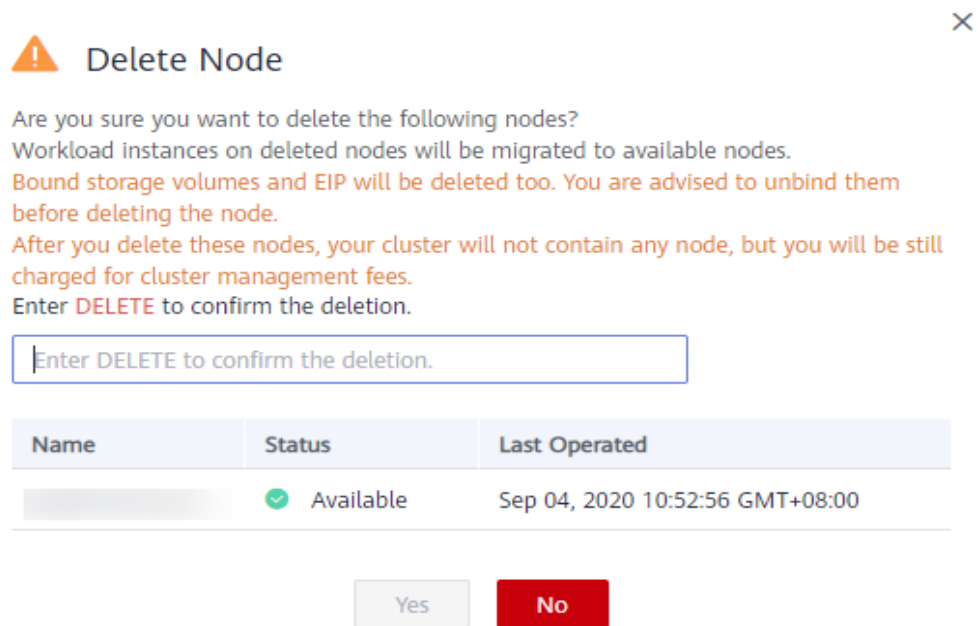 Delete Node
Are you sure you want to delete the following nodes?
Workload instances on deleted nodes will be migrated to available nodes.
Bound storage volumes and EIP will be deleted too. You are advised to unbind them
before deleting the node.
After you delete these nodes, your cluster will not contain any node, but you will be still
charged for cluster management fees.
Enter DELETE to confirm the deletion.
Enter DELETE to confirm the deletion.
Name Status Last Operated
Available Sep 04, 2020 10:52:56 GMT+08:00
Yes No